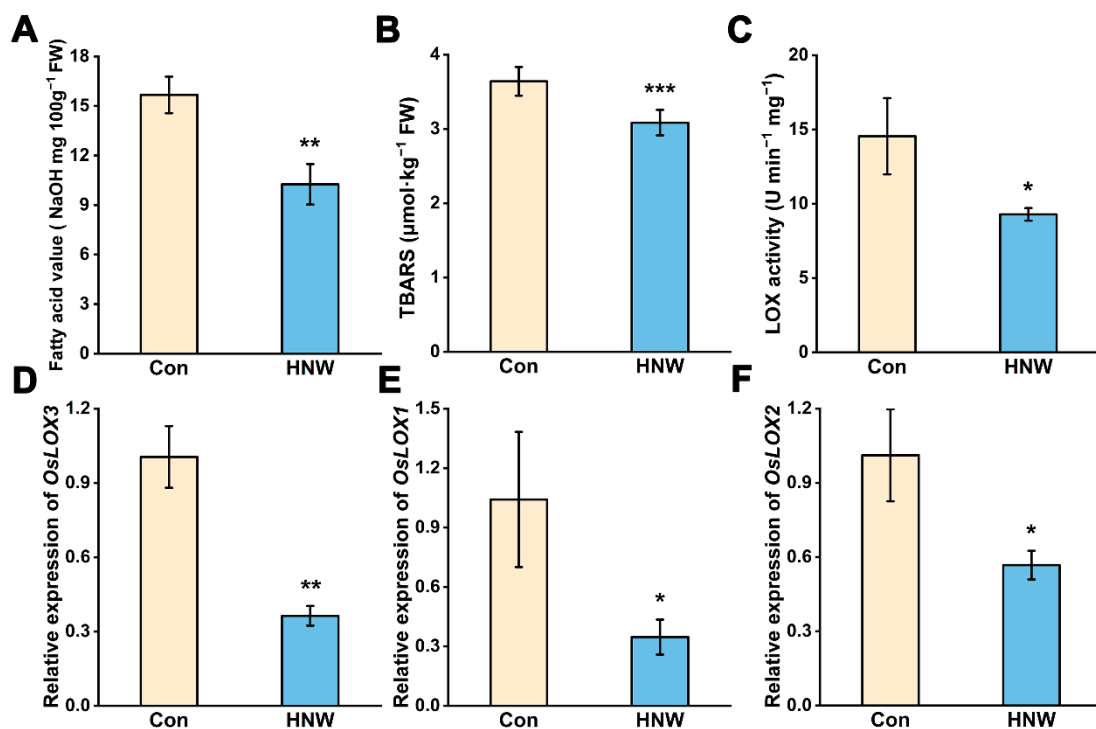 A
Fatty acid value ( NaOH mg 100g⁻¹ FW)
18
15
12
9
6
3
0
**
Con
HNW
B
TBARS (μmol·kg⁻¹ FW)
6
4
3
2
0
***
Con
HNW
C
LOX activity (U min⁻¹ mg⁻¹)
20
15
10
5
0
*
Con
HNW
D
Relative expression of OsLOX3
1.2
0.9
0.6
0.3
0.0
**
Con
HNW
E
Relative expression of OsLOX1
1.5
1.2
0.9
0.6
0.3
0.0
*
Con
HNW
F
Relative expression of OsLOX2
1.2
0.9
0.6
0.3
0.0
*
Con
HNW